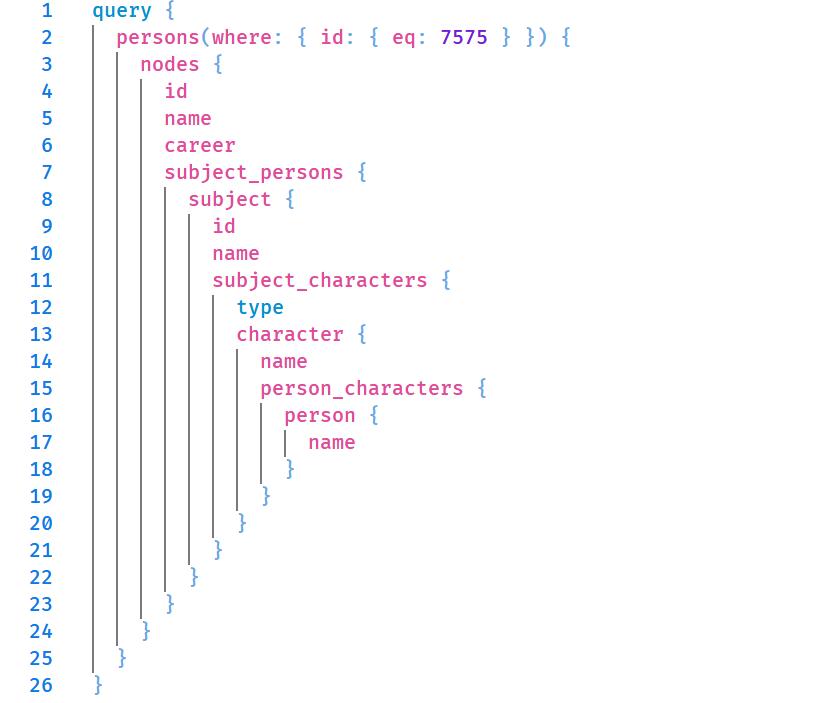 1 query {
2 persons(where: { id: { eq: 7575 } }) {
3 nodes {
4 id
5 name
6 career
7 subject_persons {
8 subject {
9 id
10 name
11 subject_characters {
12 type
13 character {
14 name
15 person_characters {
16 person {
17 name
18 }
19 }
20 }
21 }
22 }
23 }
24 }
25 }
26 }